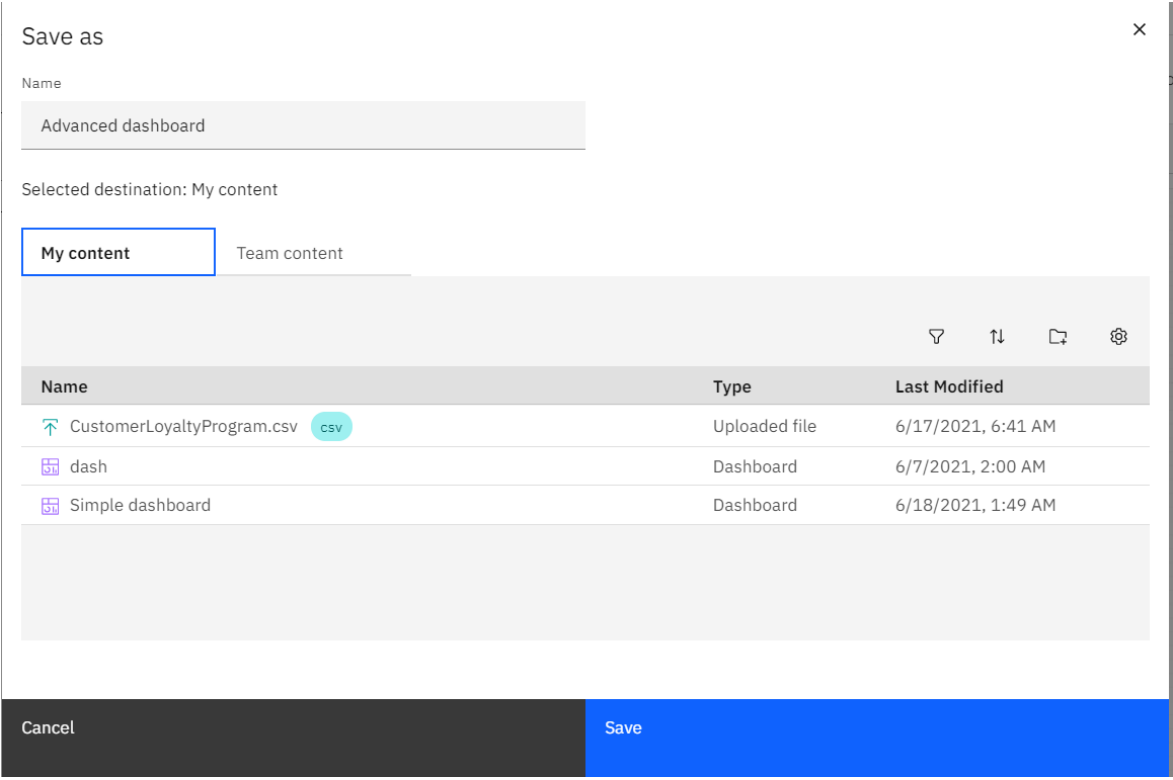 Save as
Name
Advanced dashboard
Selected destination: My content
My content Team content
Name Type Last Modified
CustomerLoyaltyProgram.csv csv Uploaded file 6/17/2021, 6:41 AM
dash Dashboard 6/7/2021, 2:00 AM
Simple dashboard Dashboard 6/18/2021, 1:49 AM
Cancel Save